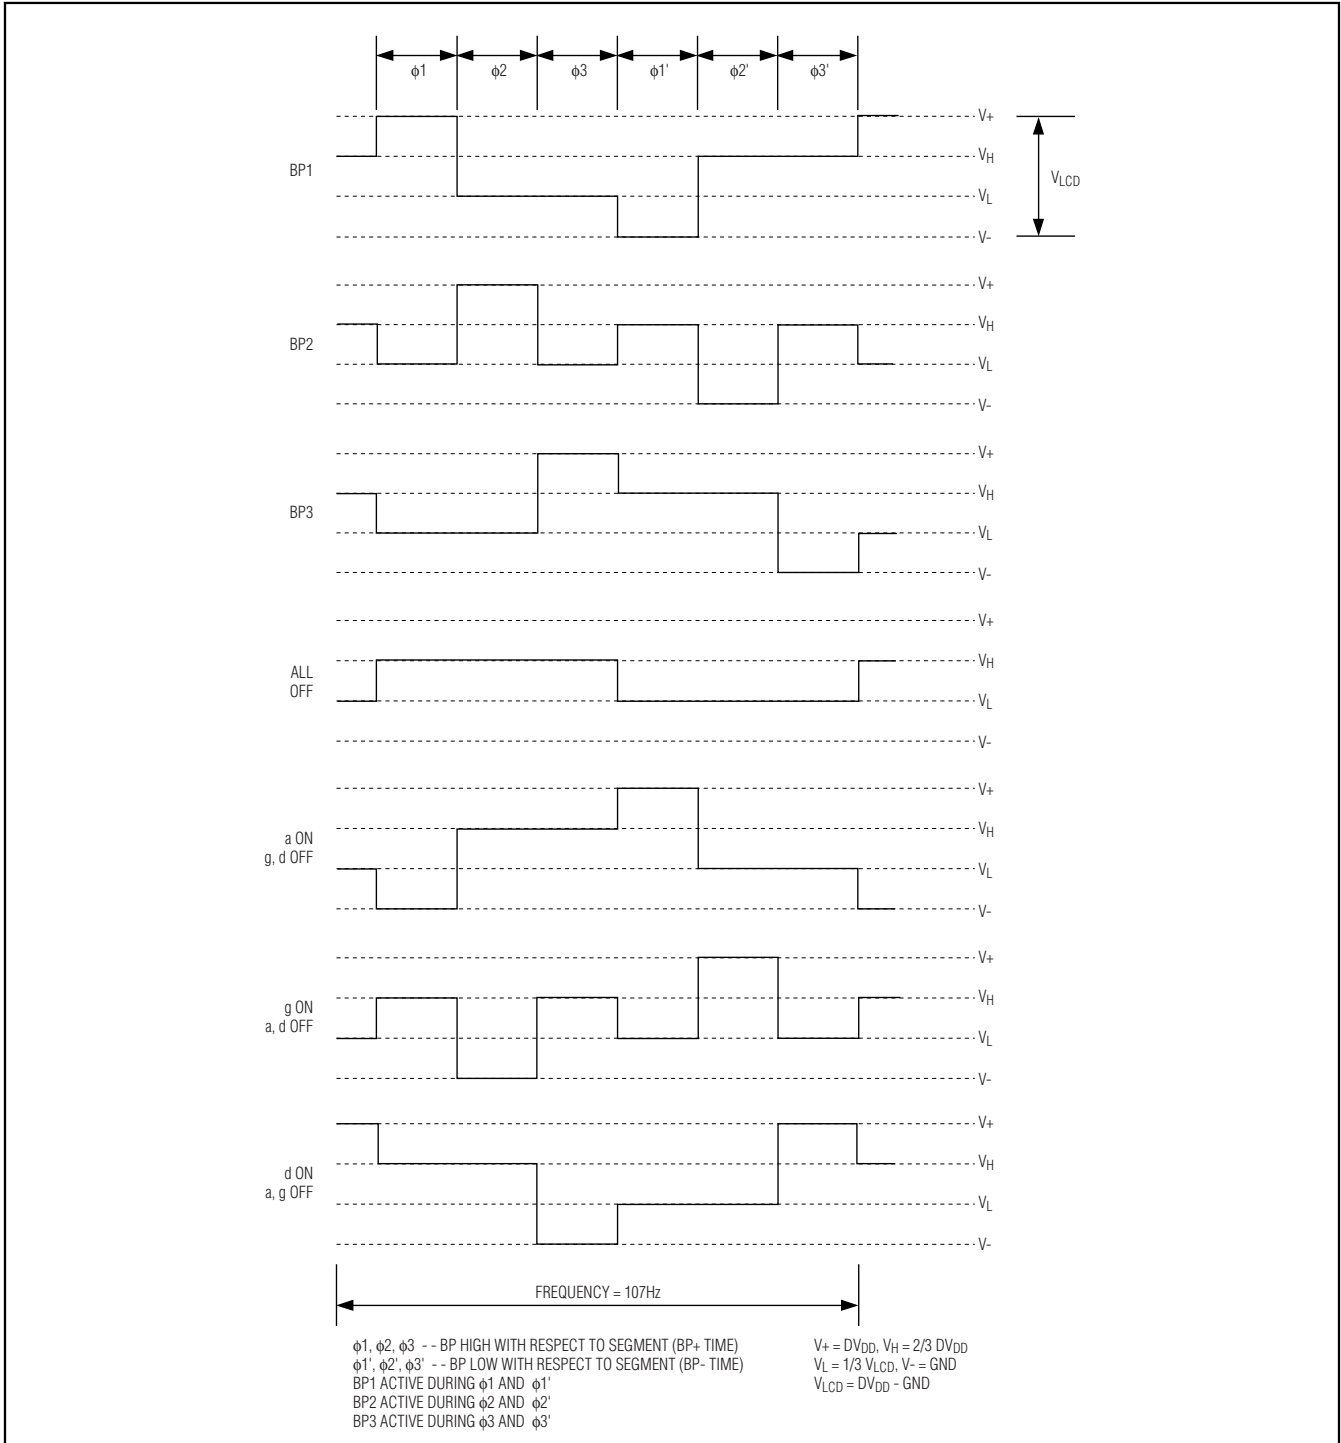 ϕ1 ϕ2 ϕ3 ϕ1' ϕ2' ϕ3'
V+
BP1
VH
VL
V-
VLCD
V+
BP2
VH
VL
V-
V+
BP3
VH
VL
V-
V+
ALL
OFF
VH
VL
V-
V+
a ON
g, d OFF
VH
VL
V-
V+
g ON
a, d OFF
VH
VL
V-
V+
d ON
a, g OFF
VH
VL
V-
FREQUENCY = 107Hz
ϕ1, ϕ2, ϕ3 - - BP HIGH WITH RESPECT TO SEGMENT (BP+ TIME)
ϕ1', ϕ2', ϕ3' - - BP LOW WITH RESPECT TO SEGMENT (BP- TIME)
BP1 ACTIVE DURING ϕ1 AND ϕ1'
BP2 ACTIVE DURING ϕ2 AND ϕ2'
BP3 ACTIVE DURING ϕ3 AND ϕ3'
V+ = DVDD, VH = 2/3 DVDD
VL = 1/3 VLCD, V- = GND
VLCD = DVDD - GND